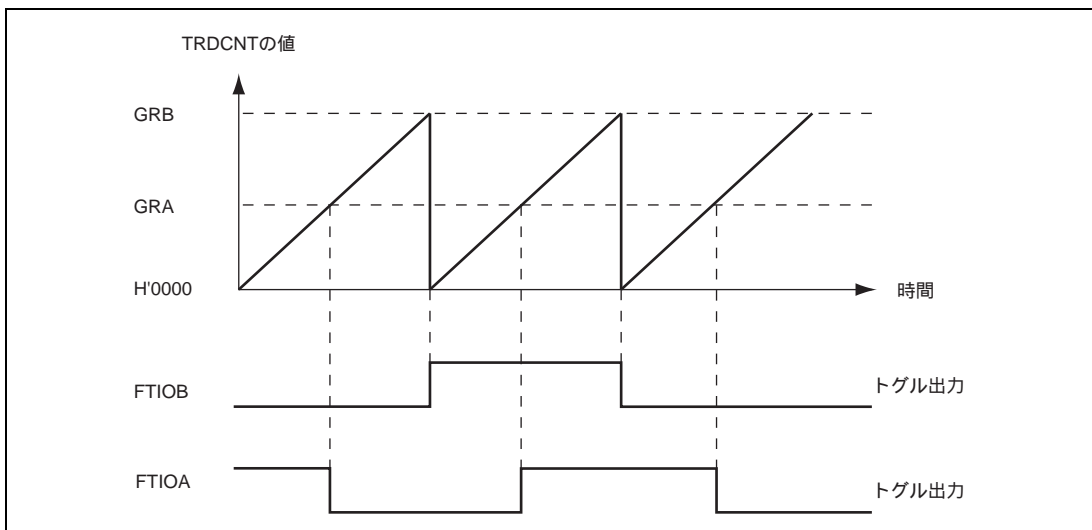 TRDCNTの値
GRB
GRA
H'0000
時間
FTIOB
トグル出力
FTIOA
トグル出力